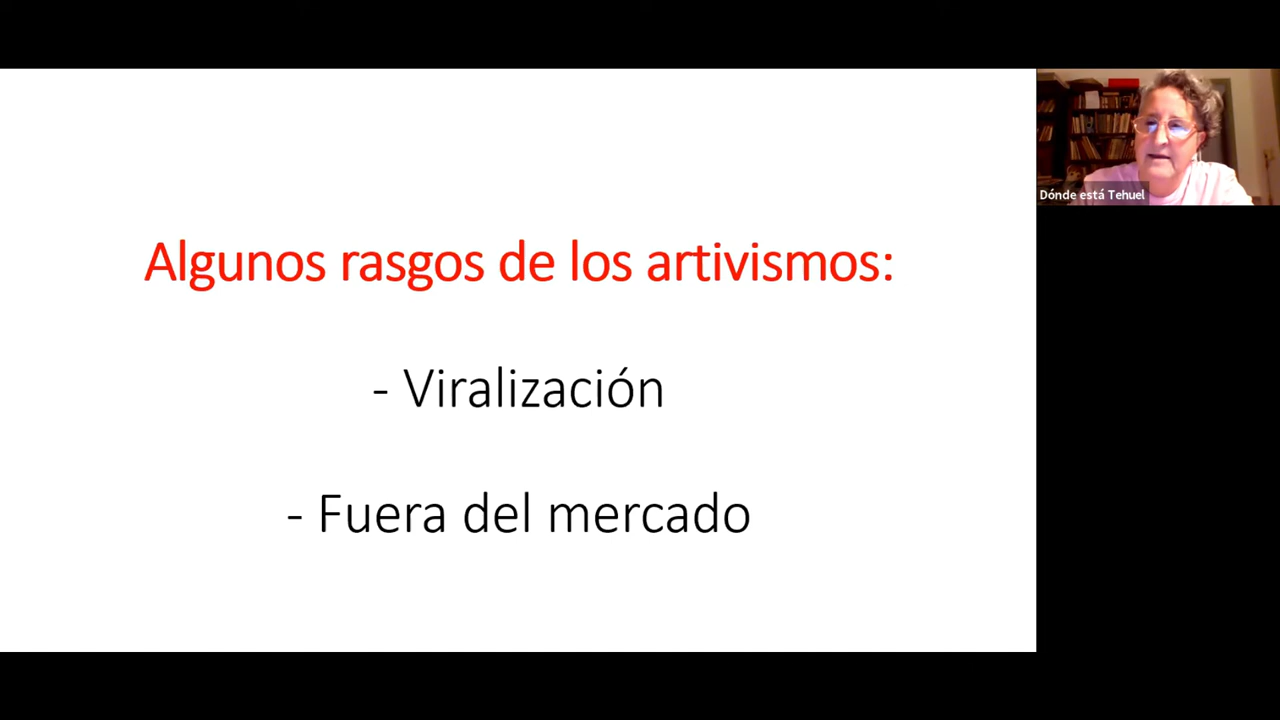 Algunos rasgos de los artivismos:
- Viralización
- Fuera del mercado
Dónde está Tehuel